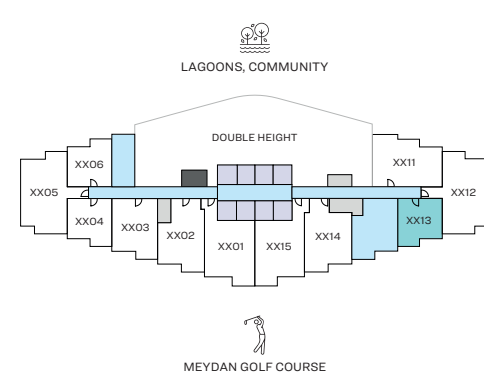 LAGOONS, COMMUNITY
DOUBLE HEIGHT
XX06
XX11
XX05
XX12
XX04
XX03
XX02
XX01
XX15
XX14
XX13
MEYDAN GOLF COURSE